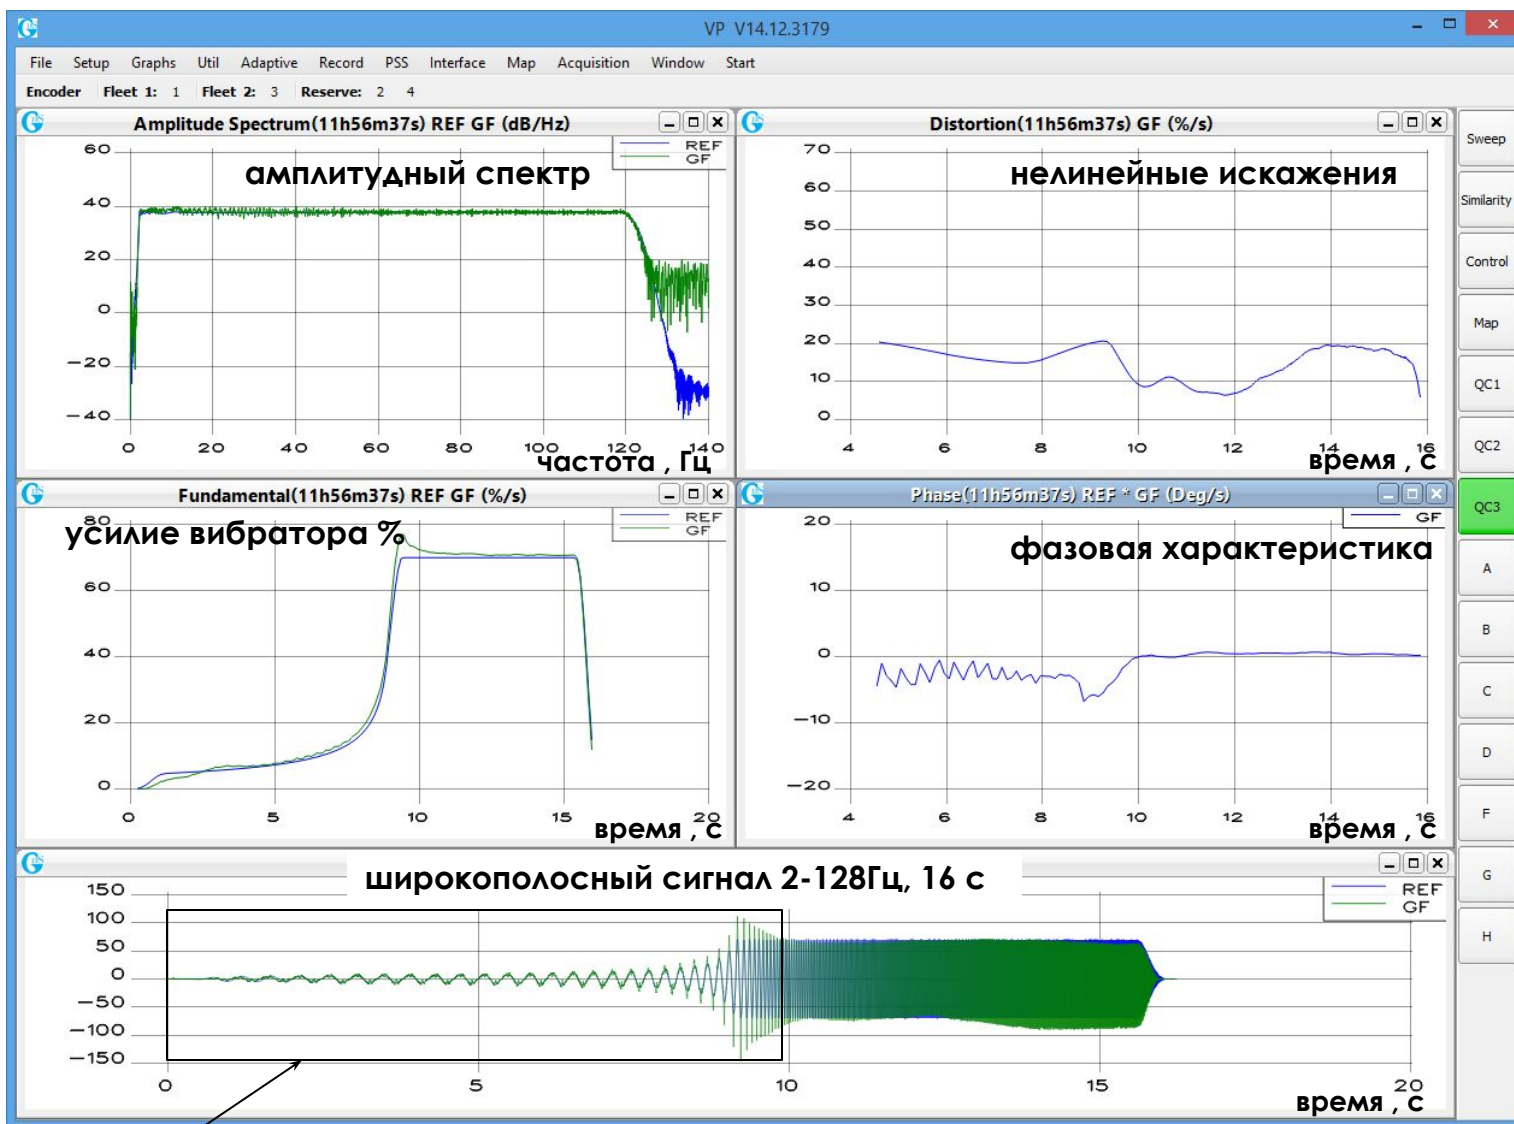 VP V14.12.3179
File Setup Graphs Util Adaptive Record PSS Interface Map Acquisition Window Start
Encoder Fleet 1: 1 Fleet 2: 3 Reserve: 2 4
Amplitude Spectrum(11h56m37s) REF GF (dB/Hz)
REF
GF
амплитудный спектр
60
40
20
0
-20
-40
0 20 40 60 80 100 120 140
частота , Гц
Distortion(11h56m37s) GF (%/s)
нелинейные искажения
70
60
50
40
30
20
10
0
4 6 8 10 12 14 16
время , с
Fundamental(11h56m37s) REF GF (%/s)
REF
GF
усилие вибратора %
80
60
40
20
0
0 5 10 15 20
время , с
Phase(11h56m37s) REF * GF (Deg/s)
GF
фазовая характеристика
20
10
0
-10
-20
4 6 8 10 12 14 16
время , с
широкополосный сигнал 2-128Гц, 16 с
REF
GF
150
100
50
0
-50
-100
-150
0 5 10 15 20
время , с
Sweep
Similarity
Control
Map
QC1
QC2
QC3
A
B
C
D
F
G
H